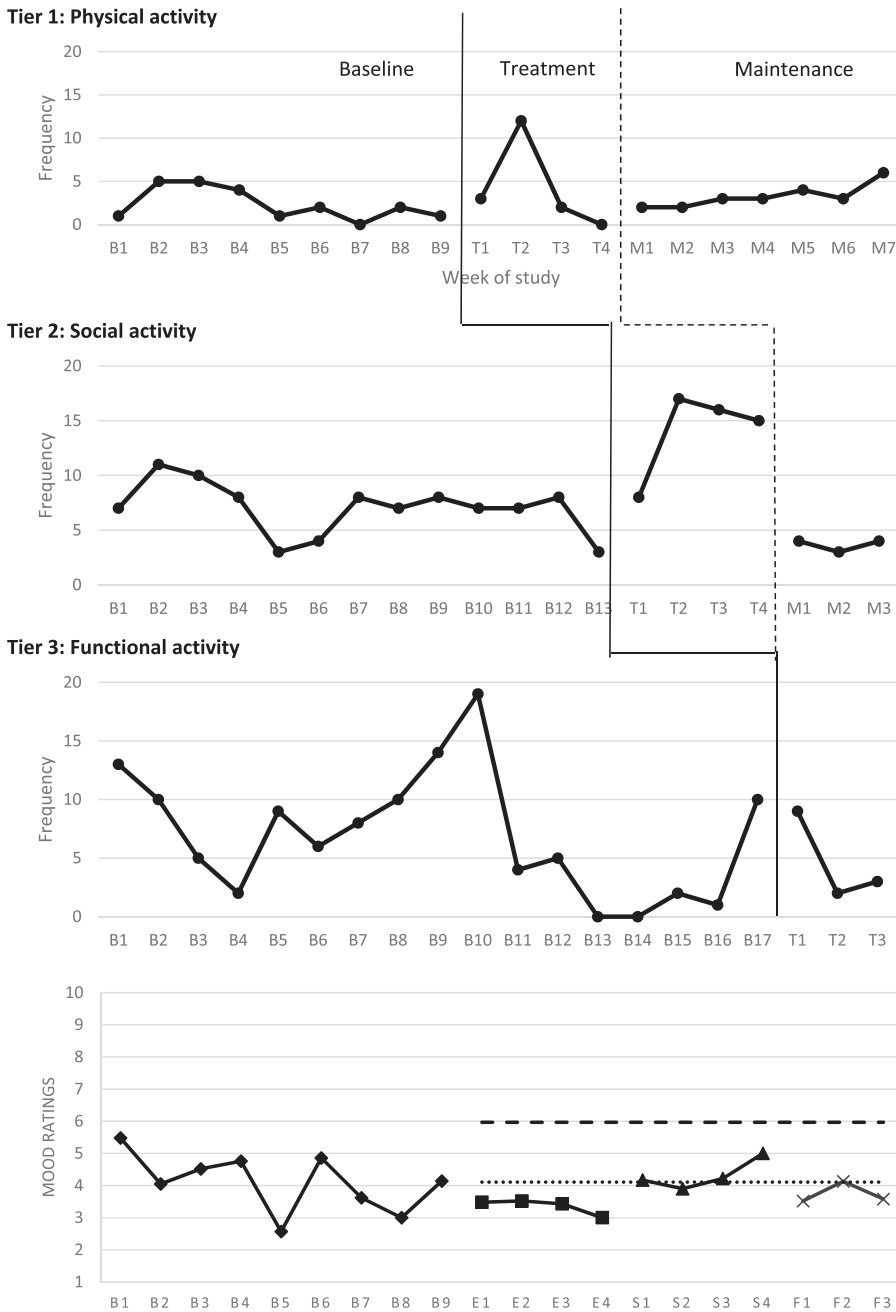 Tier 1: Physical activity
20
Baseline Treatment Maintenance
15
10
5
0
Frequency
B1 B2 B3 B4 B5 B6 B7 B8 B9 T1 T2 T3 T4 M1 M2 M3 M4 M5 M6 M7
Week of study
Tier 2: Social activity
20
15
10
5
0
Frequency
B1 B2 B3 B4 B5 B6 B7 B8 B9 B10 B11 B12 B13 T1 T2 T3 T4 M1 M2 M3
Tier 3: Functional activity
20
15
10
5
0
Frequency
B1 B2 B3 B4 B5 B6 B7 B8 B9 B10 B11 B12 B13 B14 B15 B16 B17 T1 T2 T3
10
9
8
7
6
5
4
3
2
1
MOOD RATINGS
B1 B2 B3 B4 B5 B6 B7 B8 B9 E1 E2 E3 E4 S1 S2 S3 S4 F1 F2 F3